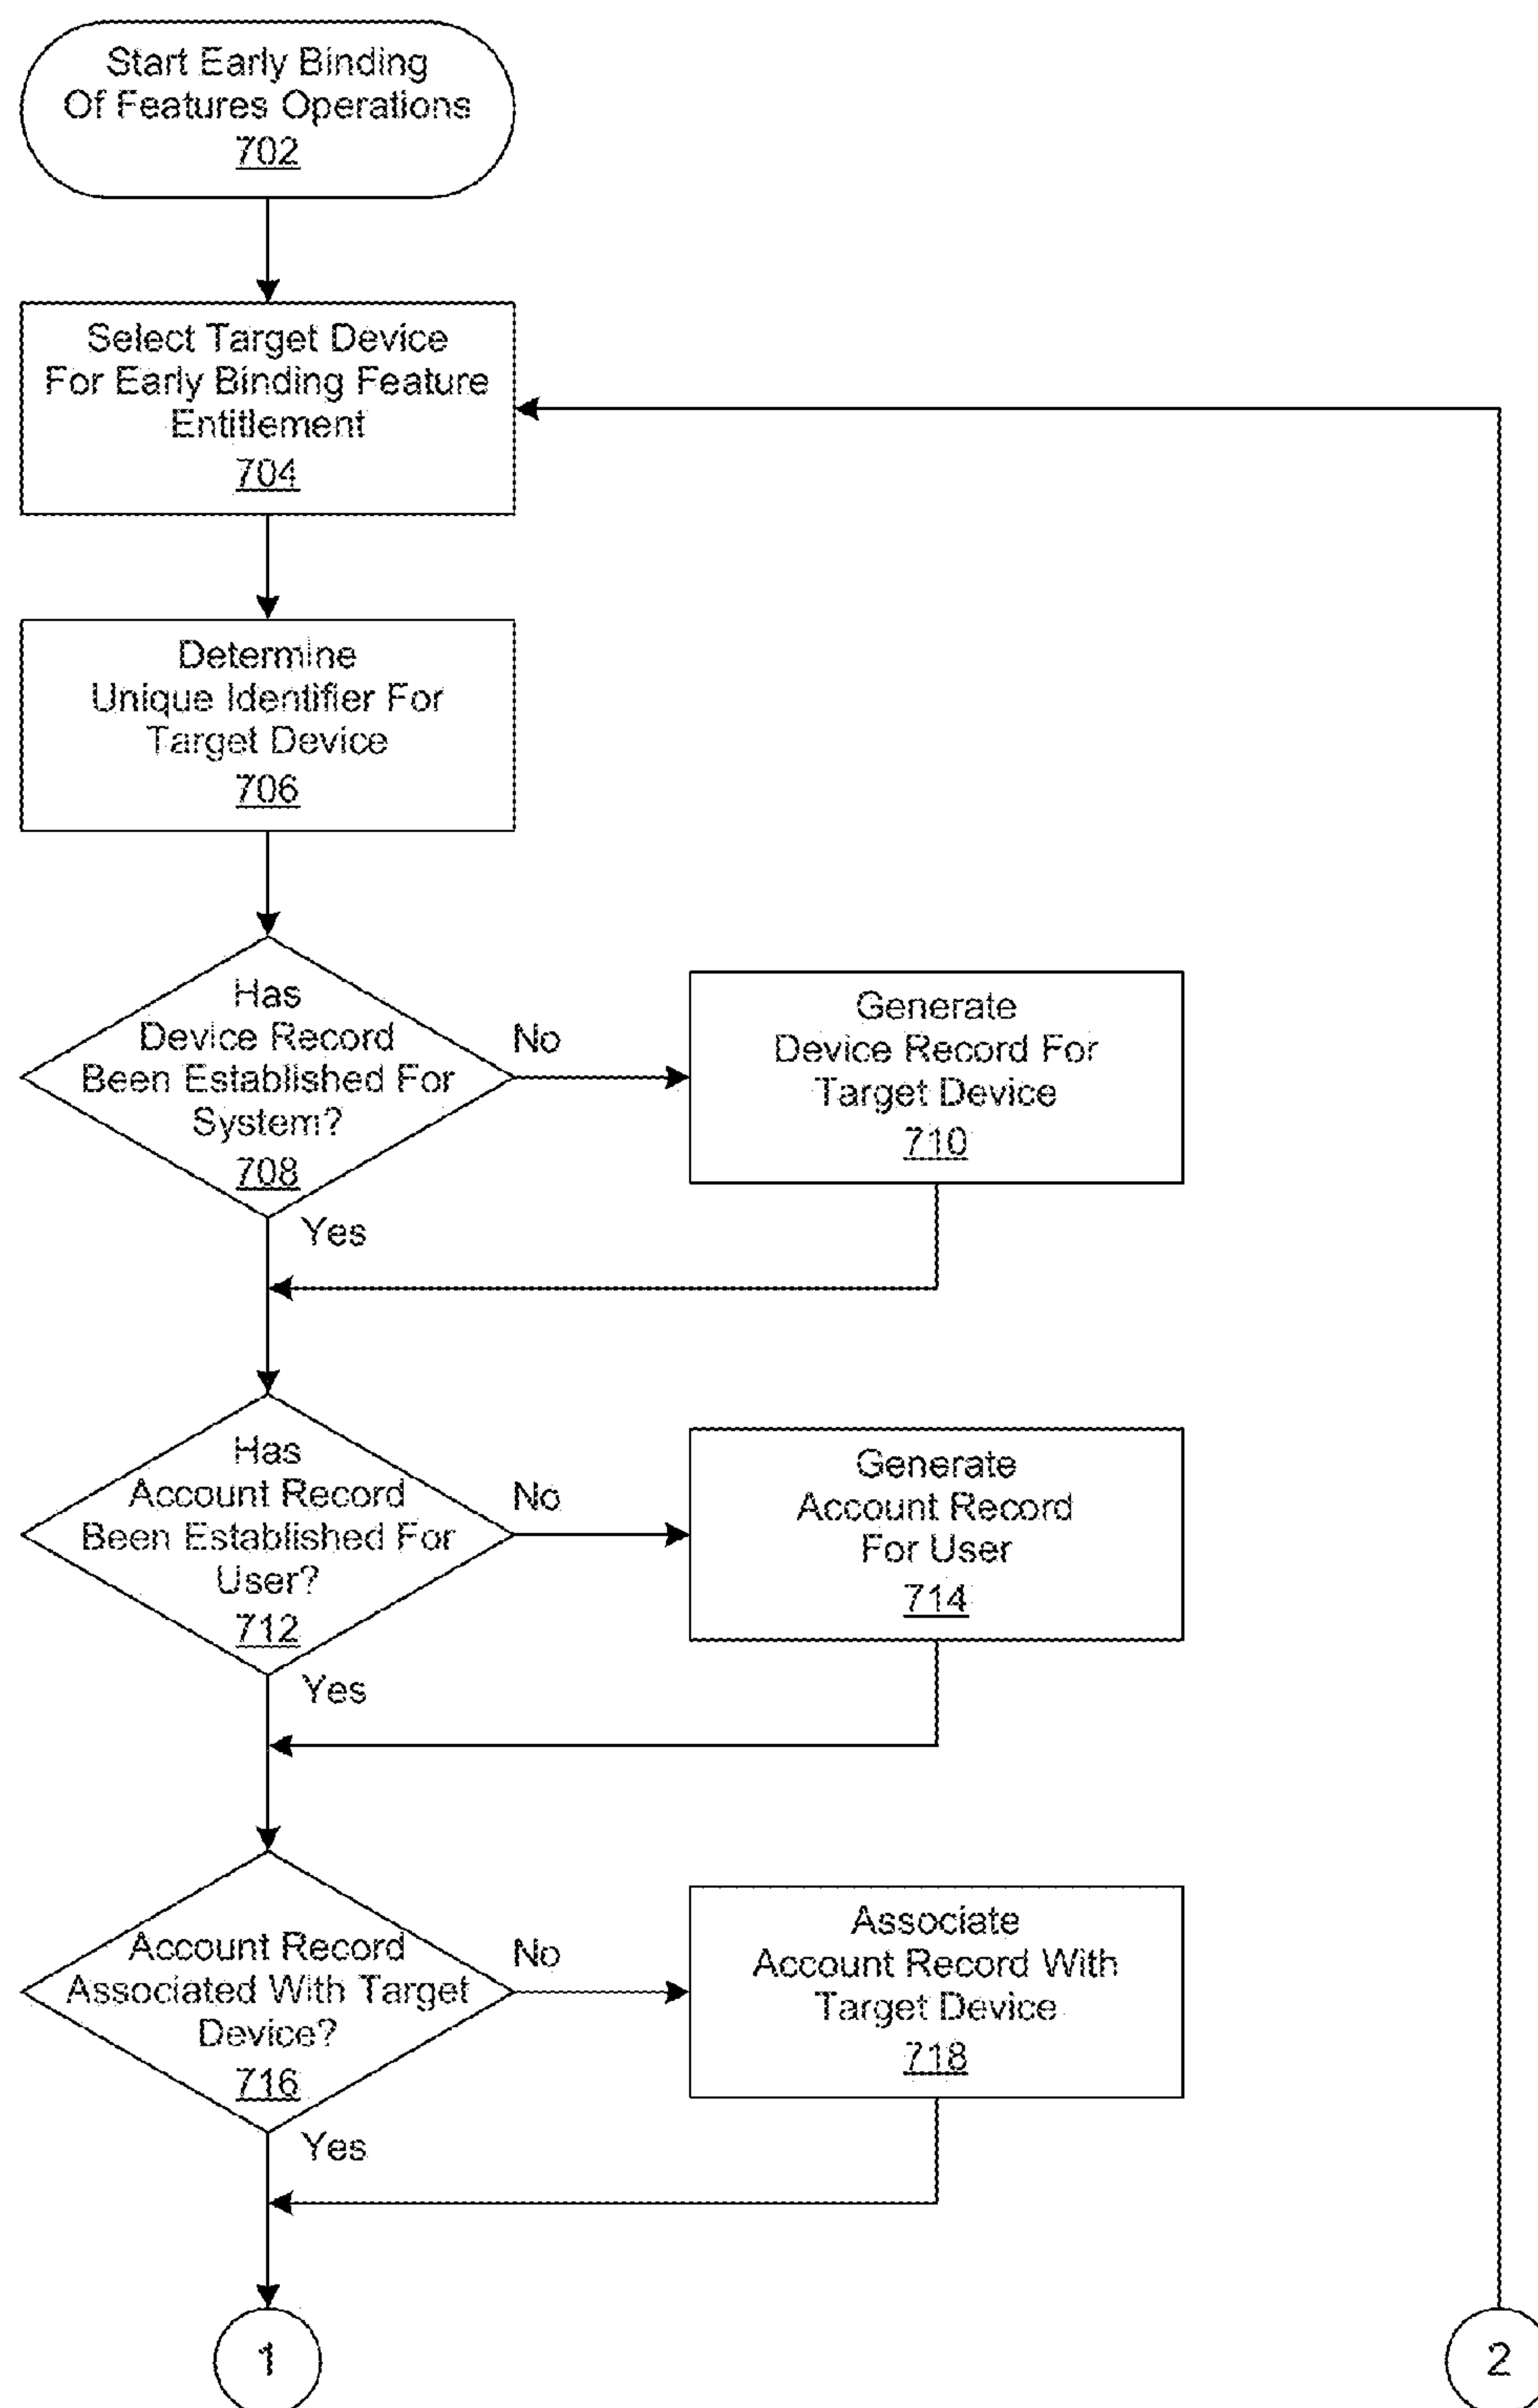 Start Early Binding
Of Features Operations
702
Select Target Device
For Early Binding Feature
Entitlement
704
Determine
Unique Identifier For
Target Device
706
Has
Device Record
Been Established For
System?
708
No
Yes
Generate
Device Record For
Target Device
710
Has
Account Record
Been Established For
User?
712
No
Yes
Generate
Account Record
For User
714
Account Record
Associated With Target
Device?
716
No
Yes
Associate
Account Record With
Target Device
718
1
2